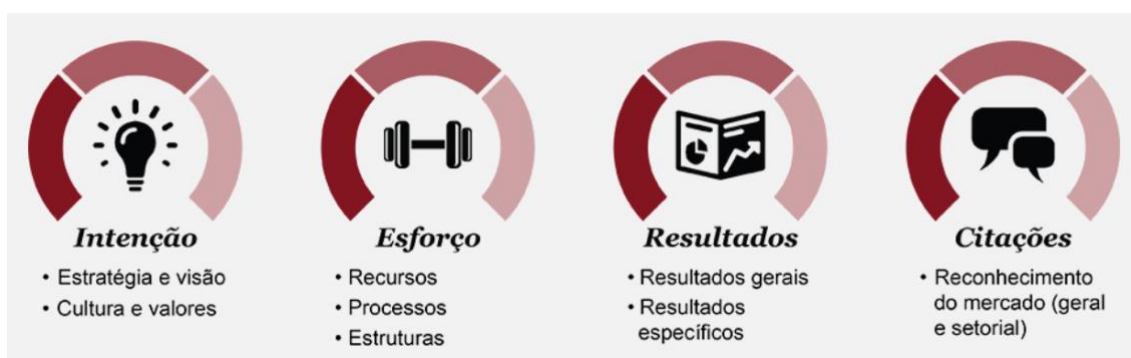 Intenção
• Estratégia e visão
• Cultura e valores
Esforço
• Recursos
• Processos
• Estruturas
Resultados
• Resultados gerais
• Resultados
específicos
Citações
• Reconhecimento
do mercado (geral
e setorial)